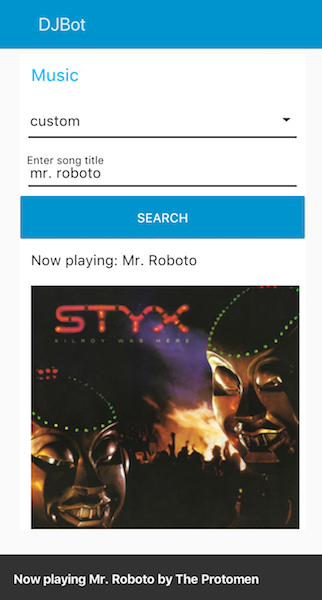 DJBot
Music
custom
Enter song title
mr. roboto
SEARCH
Now playing: Mr. Roboto
STYX
KILROY WAS HERE
Now playing Mr. Roboto by The Protomen